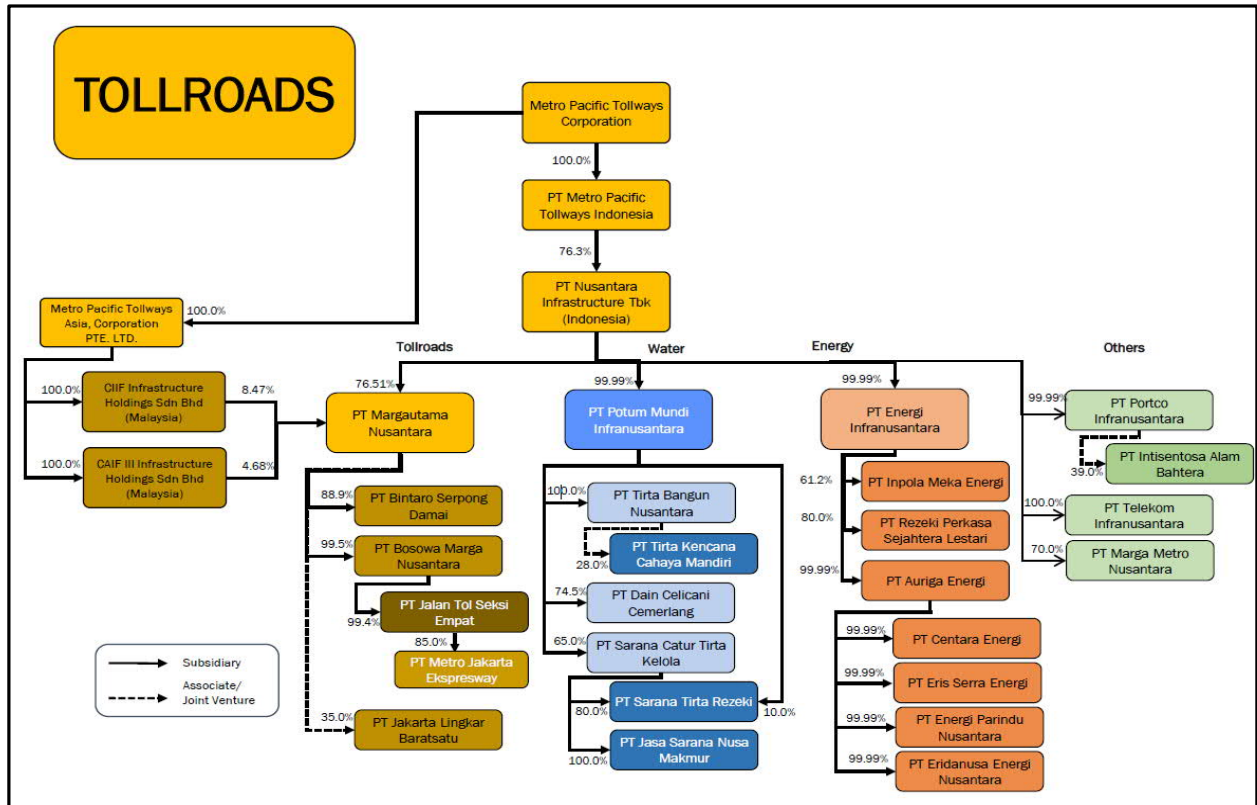 TOLLROADS
Metro Pacific Tollways
Corporation
100.0%
PT Metro Pacific
Tollways Indonesia
76.3%
PT Nusantara
Infrastructure Tbk
(Indonesia)
Metro Pacific Tollways
Asia, Corporation
PTE. LTD.
100.0%
Tollroads
Water
Energy
Others
100.0%
CIIF Infrastructure
Holdings Sdn Bhd
(Malaysia)
8.47%
100.0%
CAIF III Infrastructure
Holdings Sdn Bhd
(Malaysia)
4.68%
76.51%
PT Margautama
Nusantara
88.9%
PT Bintaro Serpong
Damai
99.5%
PT Bosowa Marga
Nusantara
99.4%
PT Jalan Tol Seksi
Empat
85.0%
PT Metro Jakarta
Ekspresway
35.0%
PT Jakarta Lingkar
Baratsatu
99.99%
PT Potum Mundi
Infranusantara
100.0%
PT Tirta Bangun
Nusantara
28.0%
PT Tirta Kencana
Cahaya Mandiri
74.5%
PT Dain Celicani
Cemerlang
65.0%
PT Sarana Catur Tirta
Kelola
80.0%
PT Sarana Tirta Rezeki
10.0%
100.0%
PT Jasa Sarana Nusa
Makmur
99.99%
PT Energi
Infranusantara
61.2%
PT Inpola Meka Energi
80.0%
PT Rezeki Perkasa
Sejahtera Lestari
99.99%
PT Auriga Energi
99.99%
PT Centara Energi
99.99%
PT Eris Serra Energi
99.99%
PT Energi Parindu
Nusantara
99.99%
PT Eridanusa Energi
Nusantara
99.99%
PT Portco
Infranusantara
39.0%
PT Intisentosa Alam
Bahtera
100.0%
PT Telekom
Infranusantara
70.0%
PT Marga Metro
Nusantara
Subsidiary
Associate/
Joint Venture